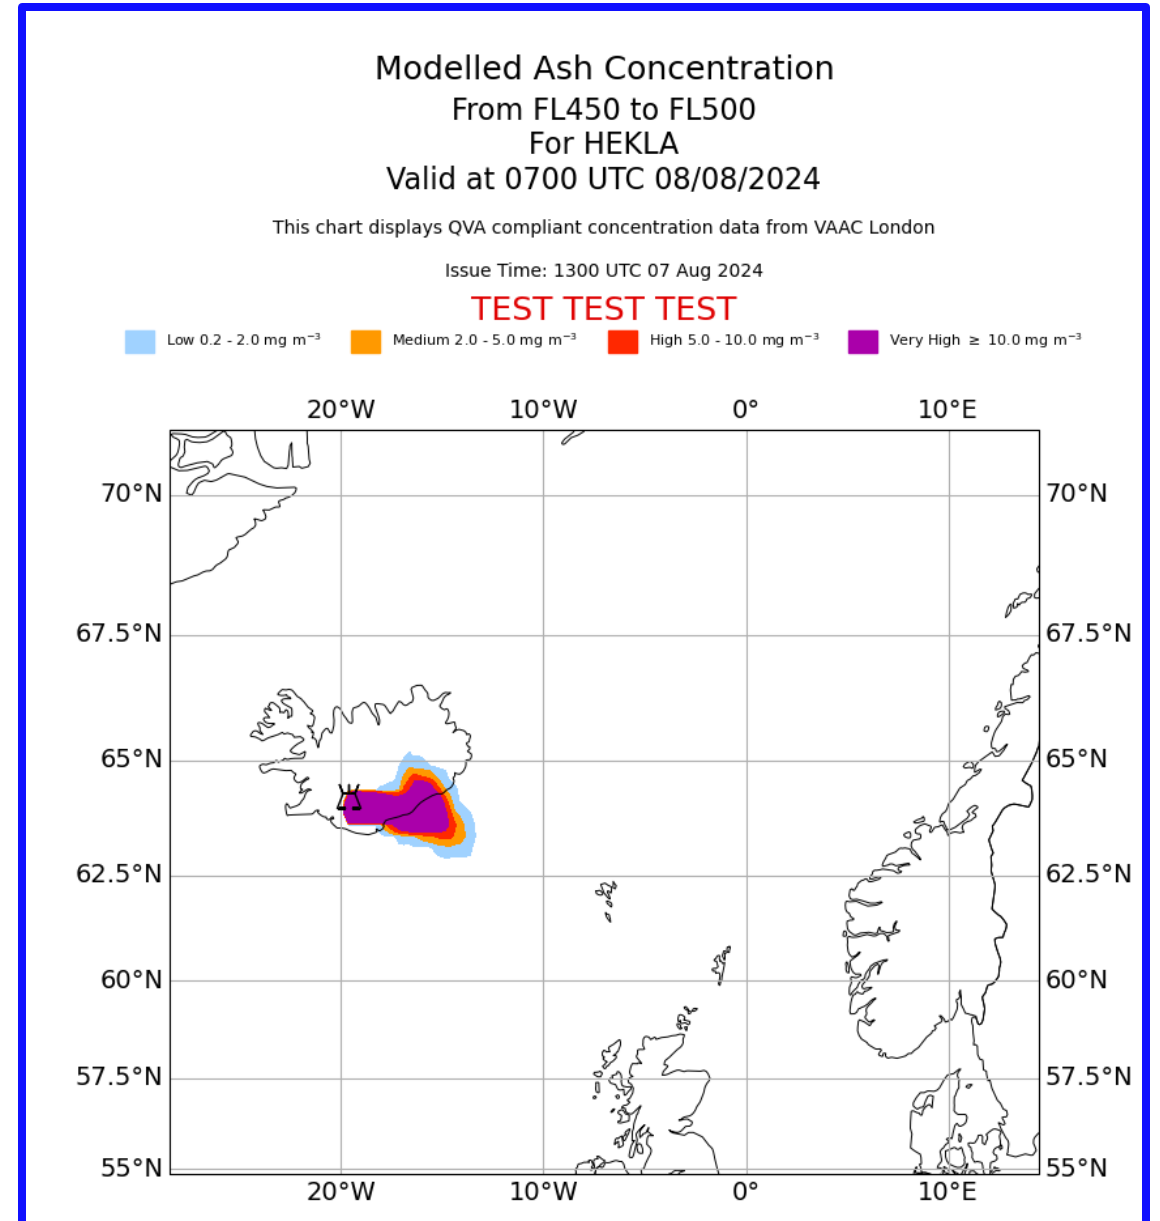 Modelled Ash Concentration
From FL450 to FL500
For HEKLA
Valid at 0700 UTC 08/08/2024
This chart displays QVA compliant concentration data from VAAC London
Issue Time: 1300 UTC 07 Aug 2024
TEST TEST TEST
Low 0.2 - 2.0 mg m⁻³ Medium 2.0 - 5.0 mg m⁻³ High 5.0 - 10.0 mg m⁻³ Very High ≥ 10.0 mg m⁻³
20°W 10°W 0° 10°E
70°N 70°N
67.5°N 67.5°N
65°N 65°N
62.5°N 62.5°N
60°N 60°N
57.5°N 57.5°N
55°N 55°N
20°W 10°W 0° 10°E